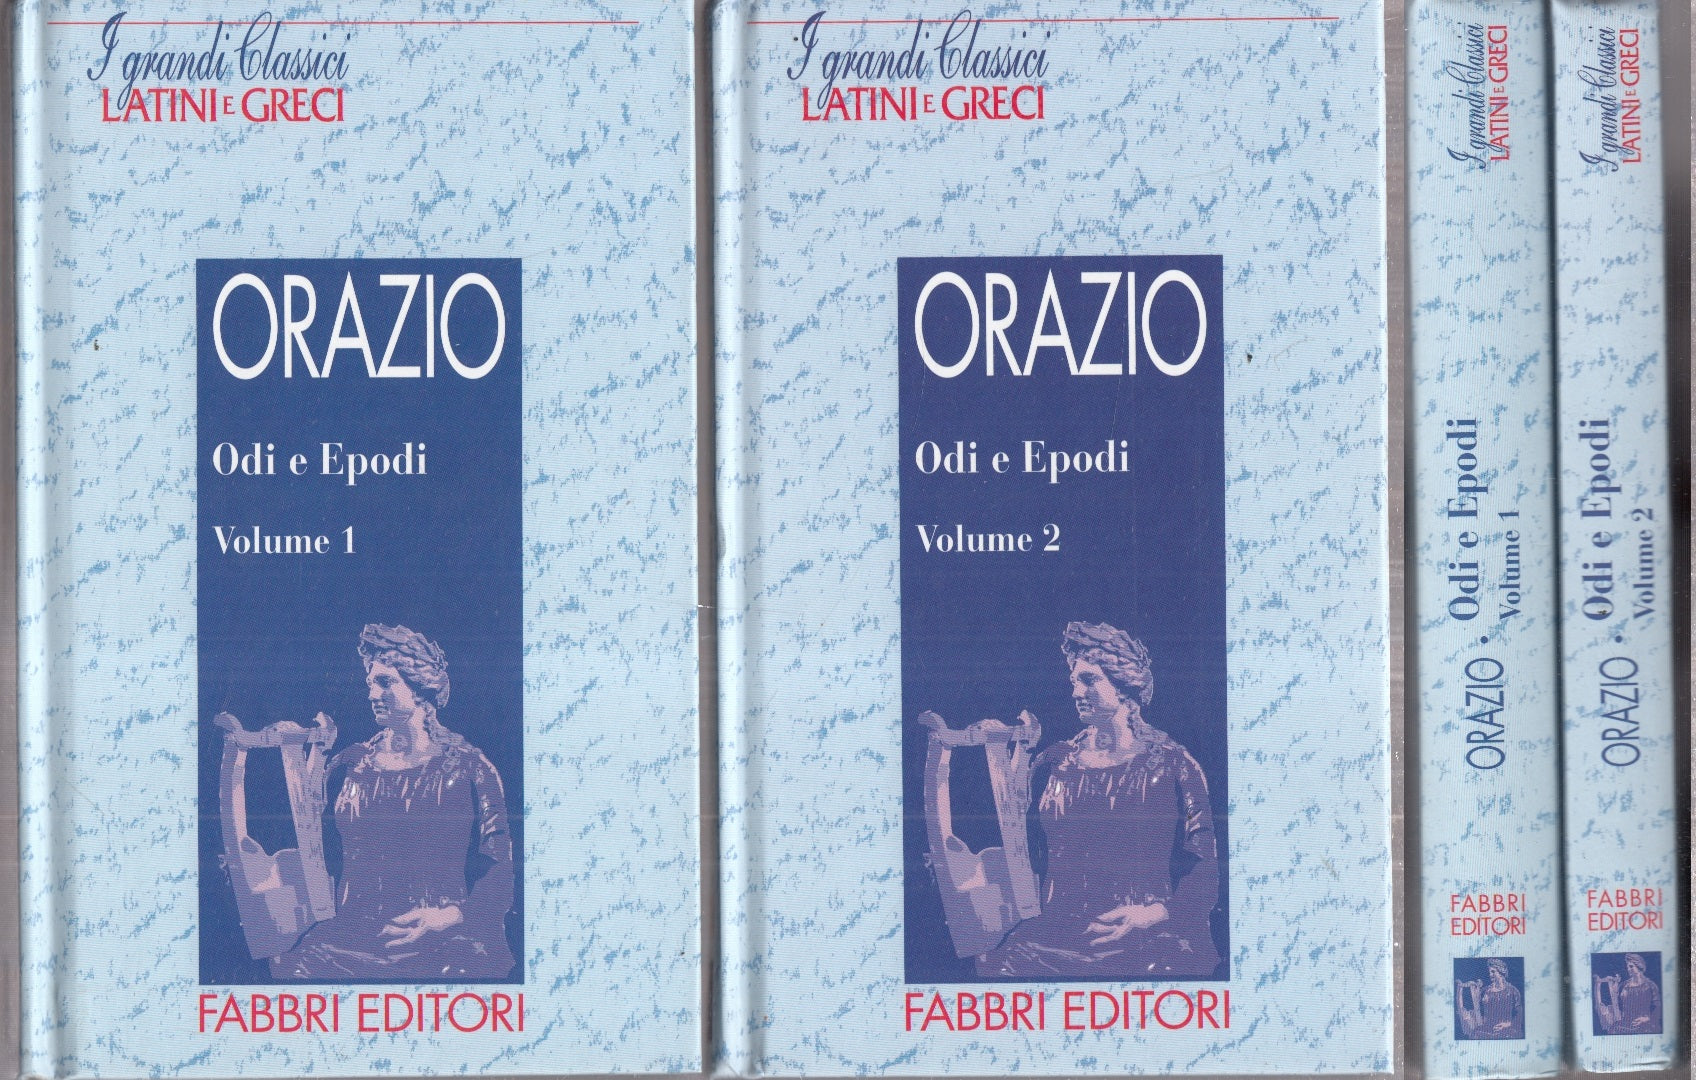 I grandi Classici
LATINI E GRECI
ORAZIO
Odi e Epodi
Volume 1
FABBRI EDITORI
I grandi Classici
LATINI E GRECI
ORAZIO
Odi e Epodi
Volume 2
FABBRI EDITORI
I grandi Classici
LATINI E GRECI
ORAZIO • Odi e Epodi
Volume 1
FABBRI
EDITORI
I grandi Classici
LATINI E GRECI
ORAZIO • Odi e Epodi
Volume 2
FABBRI
EDITORI